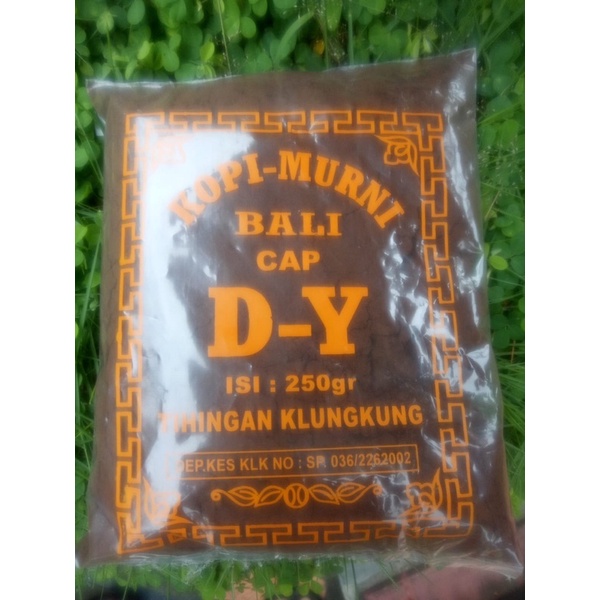 KOPI-MURNI
BALI
CAP
D-Y
ISI : 250gr
TIHINGAN KLUNGKUNG
DEP.KES KLK NO : SP. 036/2262002